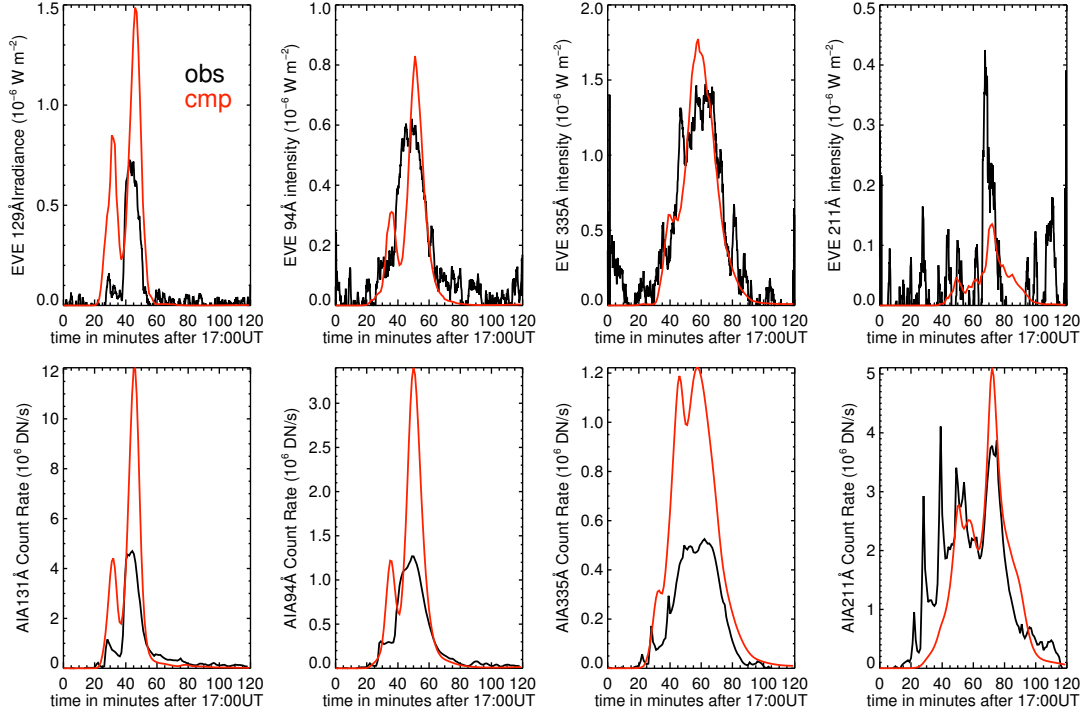 EVE 129ÅIrradiance (10⁻⁶ W m⁻²)
1.5
1.0
0.5
0.0
obs
cmp
0 20 40 60 80 100 120
time in minutes after 17:00UT
EVE 94Å intensity (10⁻⁶ W m⁻²)
1.0
0.8
0.6
0.4
0.2
0.0
0 20 40 60 80 100 120
time in minutes after 17:00UT
EVE 335Å intensity (10⁻⁶ W m⁻²)
2.0
1.5
1.0
0.5
0.0
0 20 40 60 80 100 120
time in minutes after 17:00UT
EVE 211Å intensity (10⁻⁶ W m⁻²)
0.5
0.4
0.3
0.2
0.1
0.0
0 20 40 60 80 100 120
time in minutes after 17:00UT
AIA131Å Count Rate (10⁶ DN/s)
12
10
8
6
4
2
0
0 20 40 60 80 100 120
time in minutes after 17:00UT
AIA94Å Count Rate (10⁶ DN/s)
3.0
2.5
2.0
1.5
1.0
0.5
0.0
0 20 40 60 80 100 120
time in minutes after 17:00UT
AIA335Å Count Rate (10⁶ DN/s)
1.2
1.0
0.8
0.6
0.4
0.2
0.0
0 20 40 60 80 100 120
time in minutes after 17:00UT
AIA211Å Count Rate (10⁶ DN/s)
5
4
3
2
1
0
0 20 40 60 80 100 120
time in minutes after 17:00UT